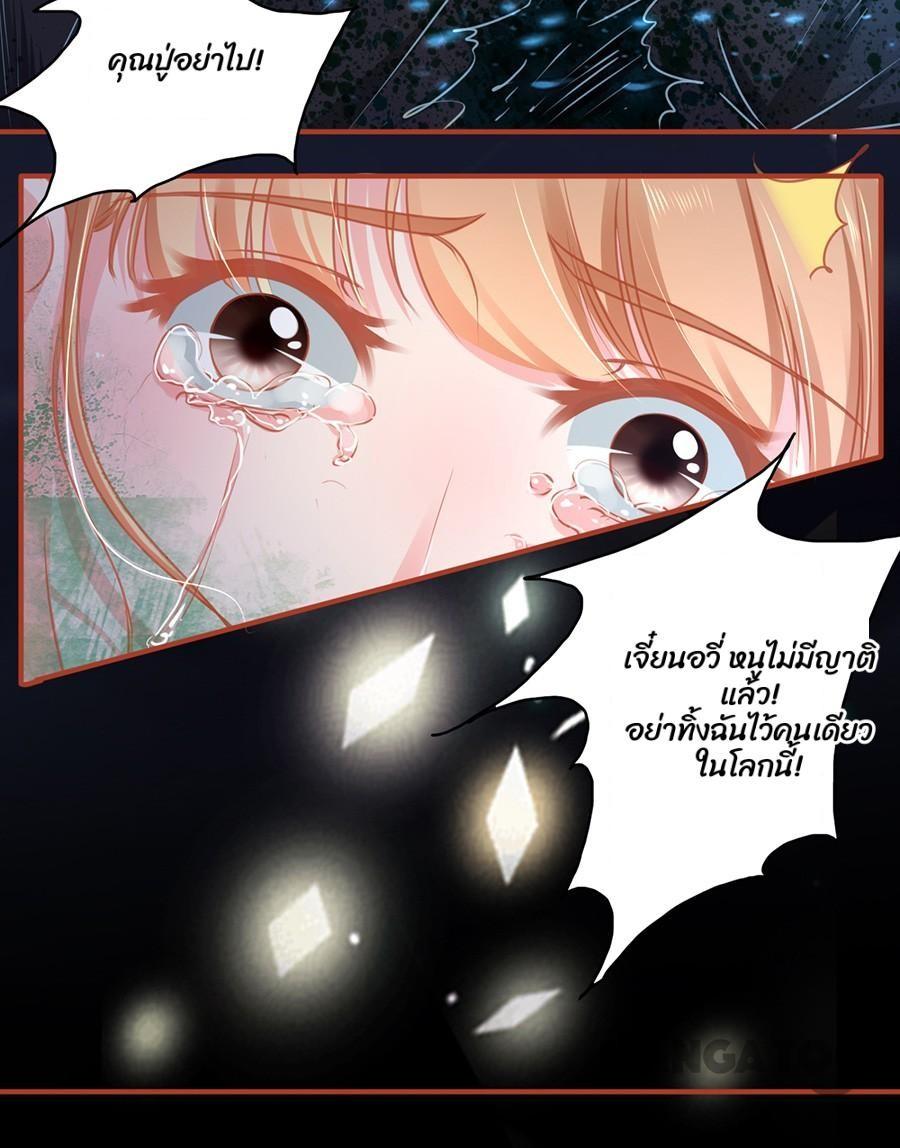 คุณปู่อย่าไป!
เจี๋ยนอวี่ หนูไม่มีญาติ
แล้ว!
อย่าทิ้งฉันไว้คนเดียว
ในโลกนี้!